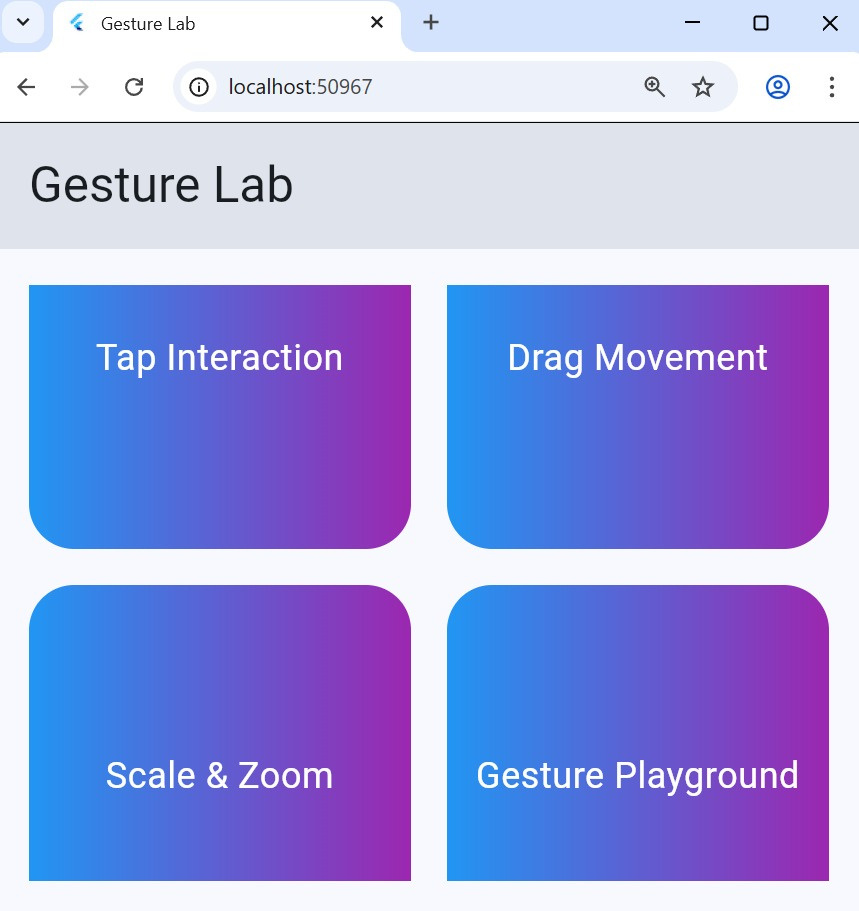 Gesture Lab
localhost:50967
Gesture Lab
Tap Interaction
Drag Movement
Scale & Zoom
Gesture Playground